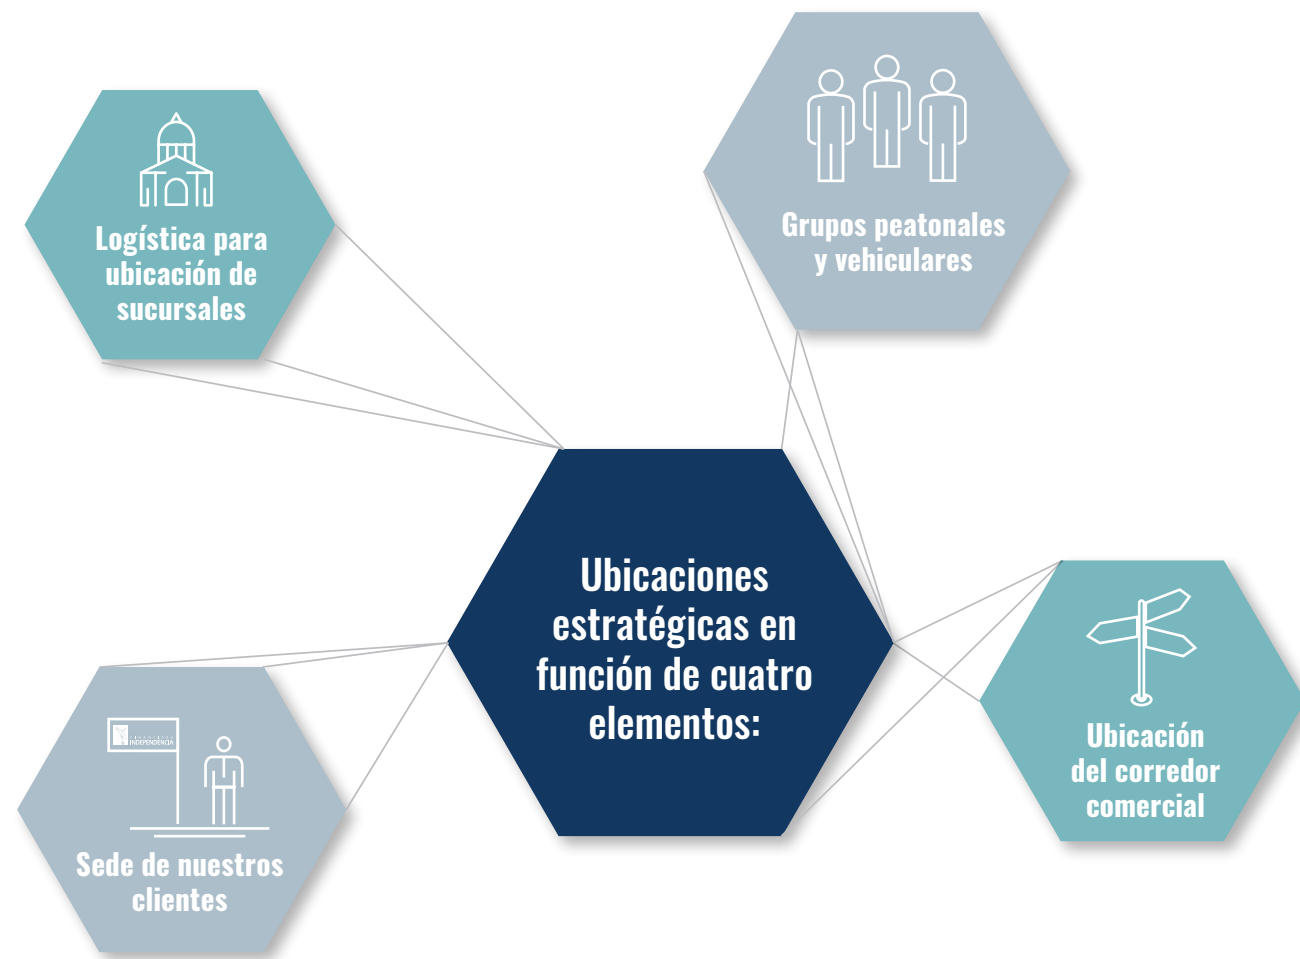 Logística para
ubicación de
sucursales
Grupos peatonales
y vehiculares
Ubicaciones
estratégicas en
función de cuatro
elementos:
Ubicación
del corredor
comercial
INDEPENDENCIA
Sede de nuestros
clientes